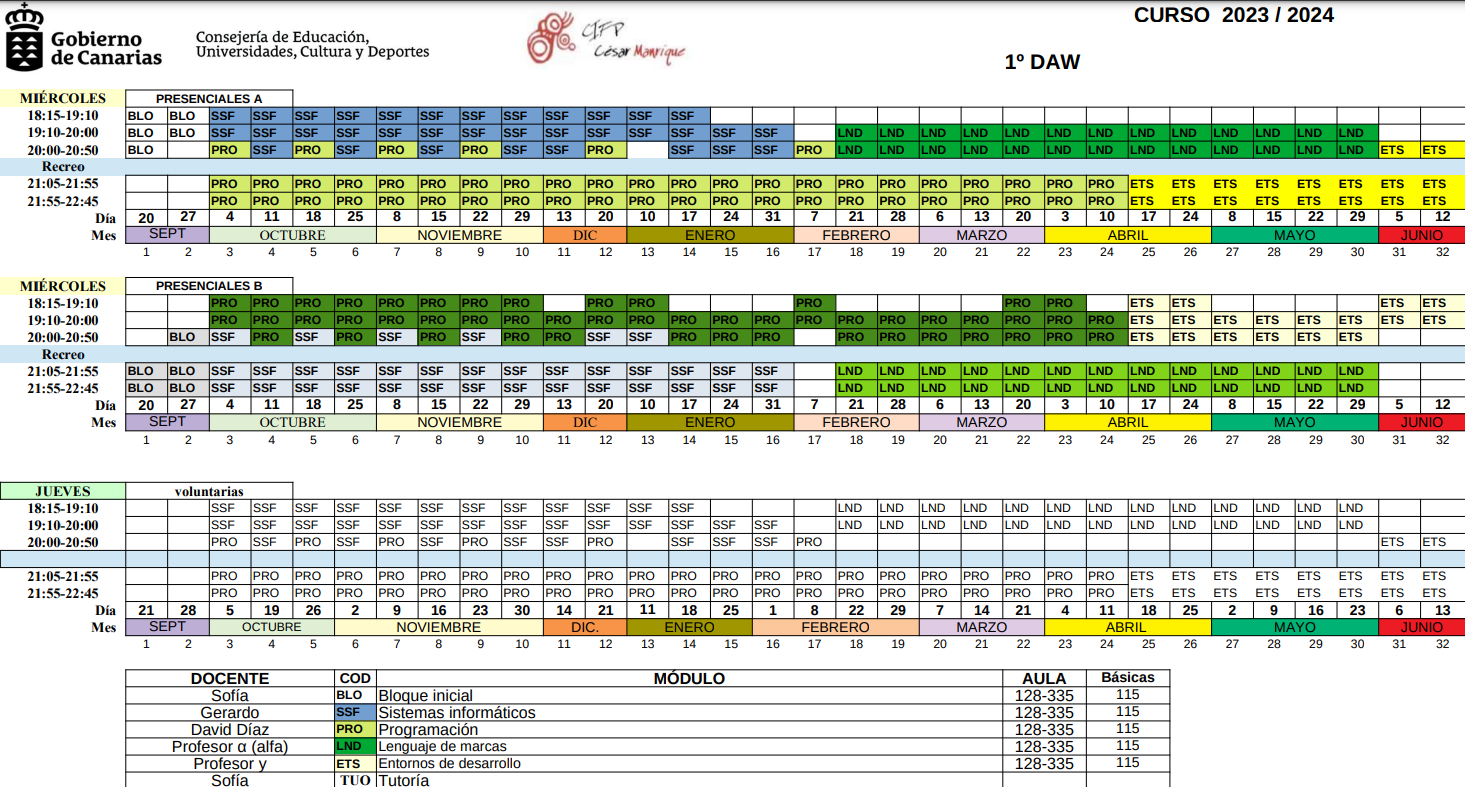 CURSO 2023 / 2024
Gobierno
de Canarias
Consejería de Educación,
Universidades, Cultura y Deportes
CIFP
César Manrique
1º DAW
MIÉRCOLES PRESENCIALES A
18:15-19:10 BLO BLO SSF SSF SSF SSF SSF SSF SSF SSF SSF SSF SSF SSF
19:10-20:00 BLO BLO SSF SSF SSF SSF SSF SSF SSF SSF SSF SSF SSF SSF SSF SSF LND LND LND LND LND LND LND LND LND LND LND LND LND
20:00-20:50 BLO PRO SSF PRO SSF PRO SSF PRO SSF SSF PRO SSF SSF SSF PRO LND LND LND LND LND LND LND LND LND LND LND LND LND ETS ETS
Recreo
21:05-21:55 PRO PRO PRO PRO PRO PRO PRO PRO PRO PRO PRO PRO PRO PRO PRO PRO PRO PRO PRO PRO PRO PRO ETS ETS ETS ETS ETS ETS ETS ETS
21:55-22:45 PRO PRO PRO PRO PRO PRO PRO PRO PRO PRO PRO PRO PRO PRO PRO PRO PRO PRO PRO PRO PRO PRO ETS ETS ETS ETS ETS ETS ETS ETS
Día 20 27 4 11 18 25 8 15 22 29 13 20 10 17 24 31 7 21 28 6 13 20 3 10 17 24 8 15 22 29 5 12
Mes SEPT OCTUBRE NOVIEMBRE DIC ENERO FEBRERO MARZO ABRIL MAYO JUNIO
1 2 3 4 5 6 7 8 9 10 11 12 13 14 15 16 17 18 19 20 21 22 23 24 25 26 27 28 29 30 31 32
MIÉRCOLES PRESENCIALES B
18:15-19:10 PRO PRO PRO PRO PRO PRO PRO PRO PRO PRO PRO PRO PRO ETS ETS ETS ETS
19:10-20:00 PRO PRO PRO PRO PRO PRO PRO PRO PRO PRO PRO PRO PRO PRO PRO PRO PRO PRO PRO PRO PRO PRO ETS ETS ETS ETS ETS ETS ETS ETS
20:00-20:50 BLO SSF PRO SSF PRO SSF PRO SSF PRO PRO SSF SSF PRO PRO PRO PRO PRO PRO PRO PRO PRO PRO ETS ETS ETS ETS ETS ETS
Recreo
21:05-21:55 BLO BLO SSF SSF SSF SSF SSF SSF SSF SSF SSF SSF SSF SSF SSF SSF LND LND LND LND LND LND LND LND LND LND LND LND LND
21:55-22:45 BLO BLO SSF SSF SSF SSF SSF SSF SSF SSF SSF SSF SSF SSF SSF SSF LND LND LND LND LND LND LND LND LND LND LND LND LND
Día 20 27 4 11 18 25 8 15 22 29 13 20 10 17 24 31 7 21 28 6 13 20 3 10 17 24 8 15 22 29 5 12
Mes SEPT OCTUBRE NOVIEMBRE DIC ENERO FEBRERO MARZO ABRIL MAYO JUNIO
1 2 3 4 5 6 7 8 9 10 11 12 13 14 15 16 17 18 19 20 21 22 23 24 25 26 27 28 29 30 31 32
JUEVES voluntarias
18:15-19:10 SSF SSF SSF SSF SSF SSF SSF SSF SSF SSF SSF SSF LND LND LND LND LND LND LND LND LND LND LND LND LND
19:10-20:00 SSF SSF SSF SSF SSF SSF SSF SSF SSF SSF SSF SSF SSF SSF LND LND LND LND LND LND LND LND LND LND LND LND LND
20:00-20:50 PRO SSF PRO SSF PRO SSF PRO SSF SSF PRO SSF SSF SSF PRO ETS ETS
21:05-21:55 PRO PRO PRO PRO PRO PRO PRO PRO PRO PRO PRO PRO PRO PRO PRO PRO PRO PRO PRO PRO PRO PRO ETS ETS ETS ETS ETS ETS ETS ETS
21:55-22:45 PRO PRO PRO PRO PRO PRO PRO PRO PRO PRO PRO PRO PRO PRO PRO PRO PRO PRO PRO PRO PRO PRO ETS ETS ETS ETS ETS ETS ETS ETS
Día 21 28 5 19 26 2 9 16 23 30 14 21 11 18 25 1 8 22 29 7 14 21 4 11 18 25 2 9 16 23 6 13
Mes SEPT OCTUBRE NOVIEMBRE DIC. ENERO FEBRERO MARZO ABRIL MAYO JUNIO
1 2 3 4 5 6 7 8 9 10 11 12 13 14 15 16 17 18 19 20 21 22 23 24 25 26 27 28 29 30 31 32
DOCENTE COD MÓDULO AULA Básicas
Sofía BLO Bloque inicial 128-335 115
Gerardo SSF Sistemas informáticos 128-335 115
David Díaz PRO Programación 128-335 115
Profesor α (alfa) LND Lenguaje de marcas 128-335 115
Profesor y ETS Entornos de desarrollo 128-335 115
Sofía TUO Tutoría